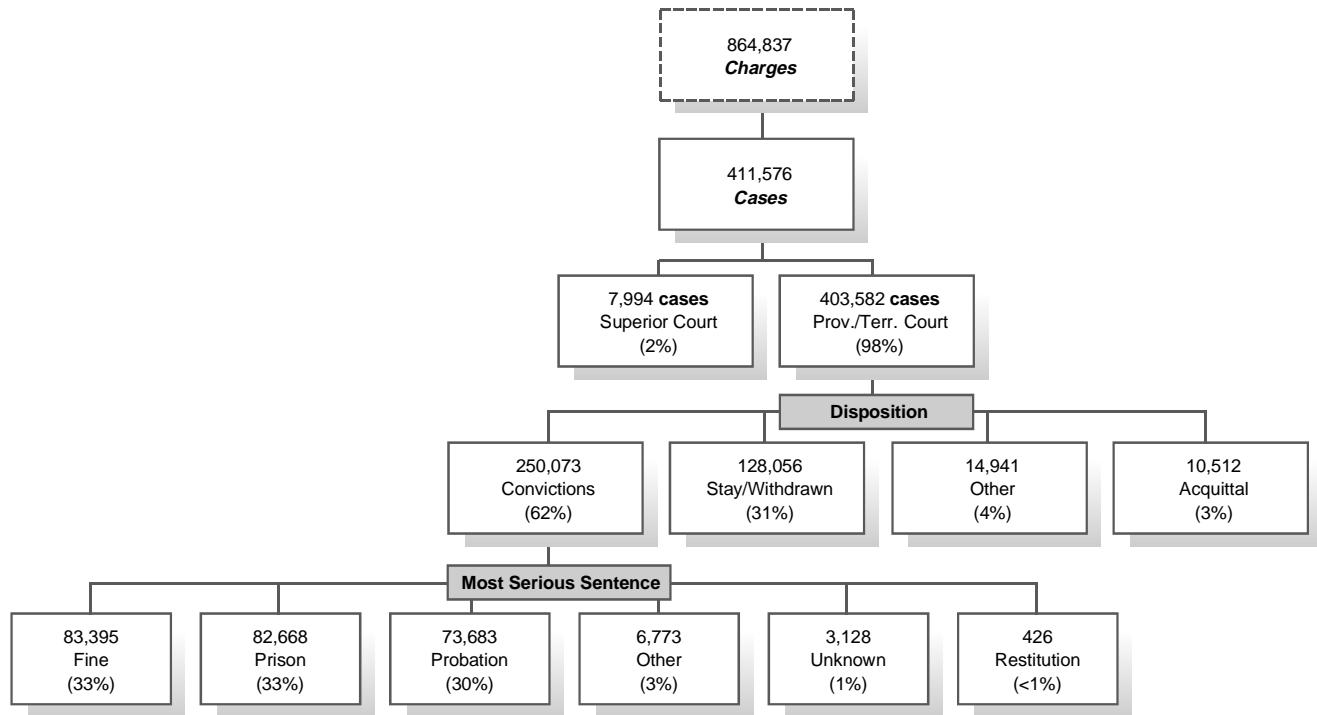 864,837
Charges
411,576
Cases
7,994 cases
Superior Court
(2%)
403,582 cases
Prov./Terr. Court
(98%)
Disposition
250,073
Convictions
(62%)
128,056
Stay/Withdrawn
(31%)
14,941
Other
(4%)
10,512
Acquittal
(3%)
Most Serious Sentence
83,395
Fine
(33%)
82,668
Prison
(33%)
73,683
Probation
(30%)
6,773
Other
(3%)
3,128
Unknown
(1%)
426
Restitution
(<1%)